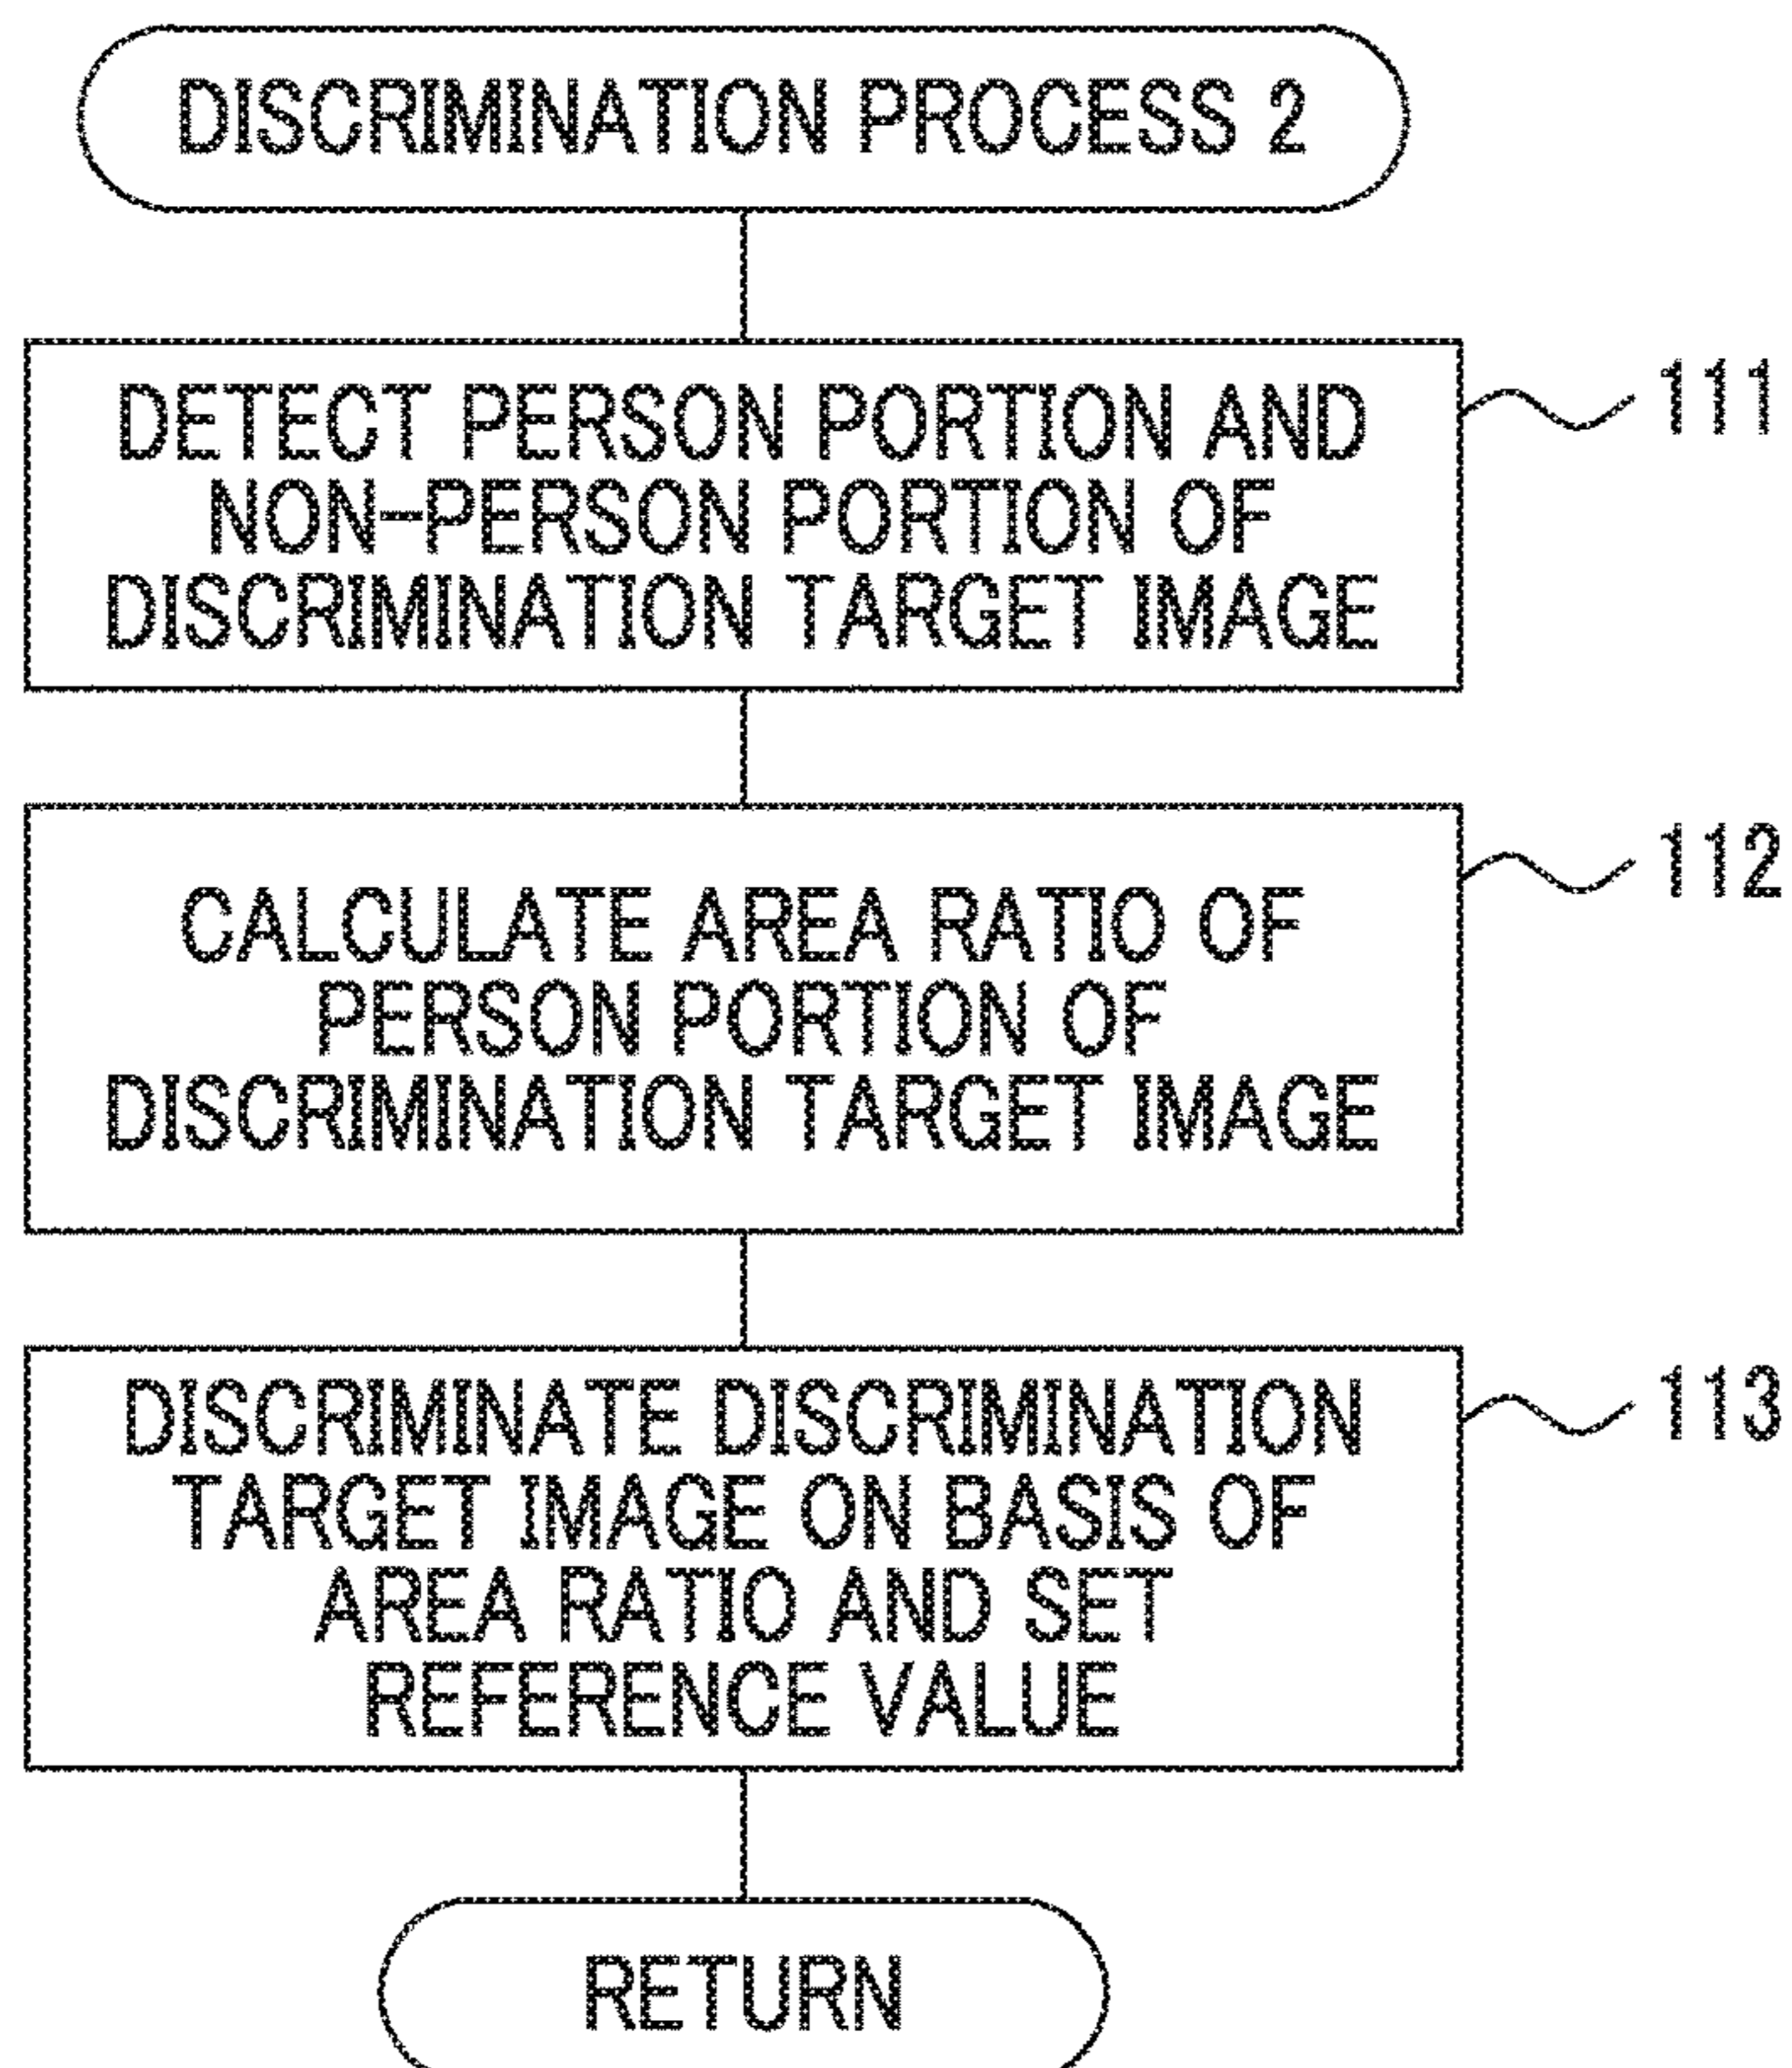 DISCRIMINATION PROCESS 2
DETECT PERSON PORTION AND
NON-PERSON PORTION OF
DISCRIMINATION TARGET IMAGE
111
CALCULATE AREA RATIO OF
PERSON PORTION OF
DISCRIMINATION TARGET IMAGE
112
DISCRIMINATE DISCRIMINATION
TARGET IMAGE ON BASIS OF
AREA RATIO AND SET
REFERENCE VALUE
113
RETURN